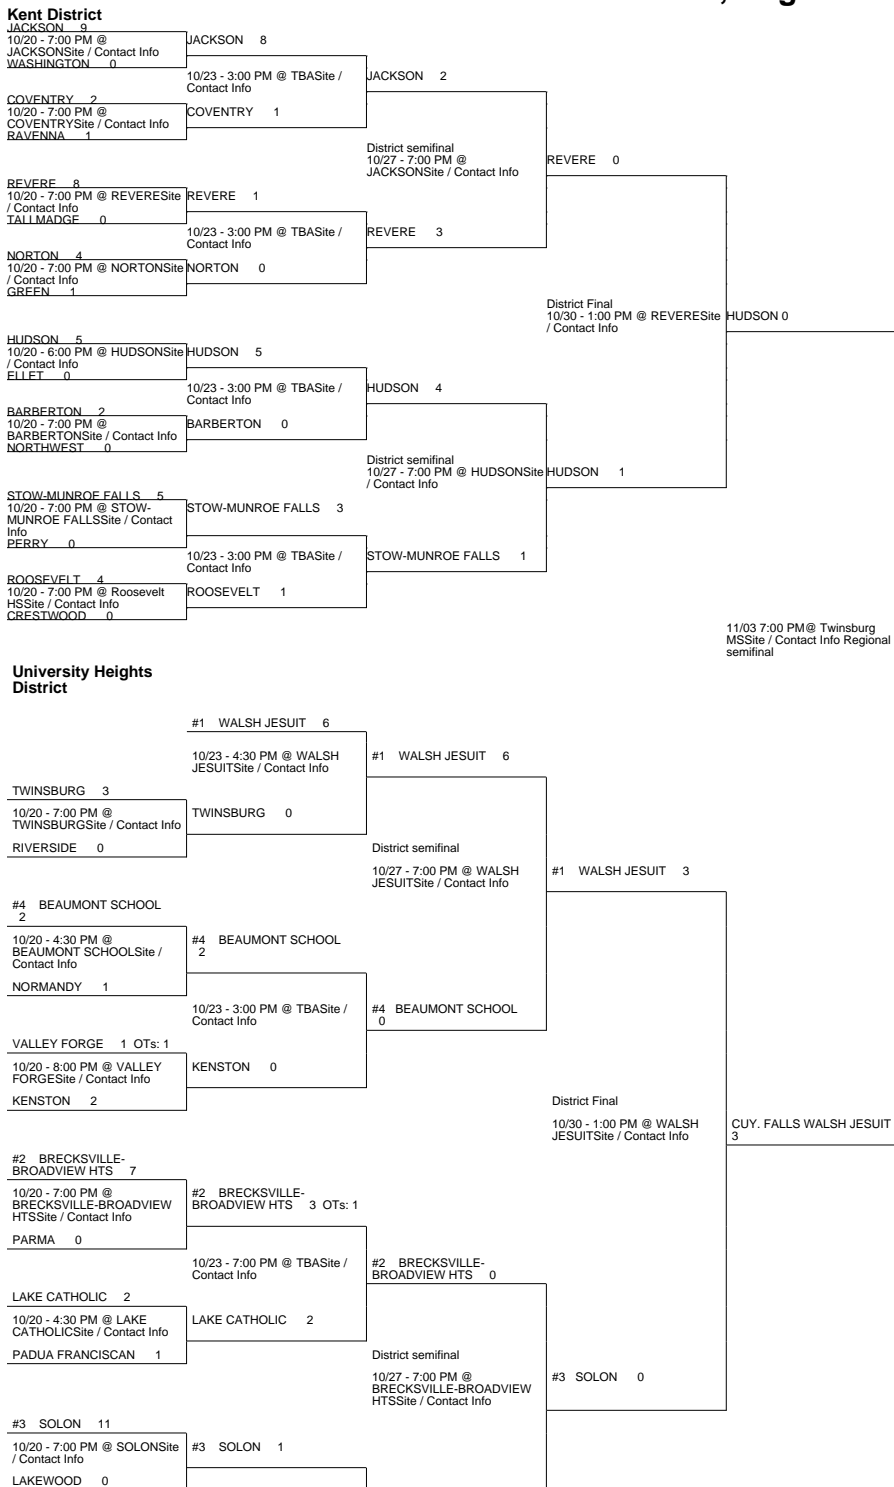 Kent District
JACKSON 9
10/20 - 7:00 PM @
JACKSONSite / Contact Info
WASHINGTON 0
JACKSON 8
10/23 - 3:00 PM @ TBASite /
Contact Info
JACKSON 2
COVENTRY 2
10/20 - 7:00 PM @
COVENTRYSite / Contact Info
RAVENNA 1
COVENTRY 1
District semifinal
10/27 - 7:00 PM @
JACKSONSite / Contact Info
REVERE 0
REVERE 8
10/20 - 7:00 PM @ REVERESite
/ Contact Info
TALLMADGE 0
REVERE 1
10/23 - 3:00 PM @ TBASite /
Contact Info
REVERE 3
NORTON 4
10/20 - 7:00 PM @ NORTONSite
/ Contact Info
GREEN 1
NORTON 0
District Final
10/30 - 1:00 PM @ REVERESite
/ Contact Info
HUDSON 0
HUDSON 5
10/20 - 6:00 PM @ HUDSONSite
/ Contact Info
ELLET 0
HUDSON 5
10/23 - 3:00 PM @ TBASite /
Contact Info
HUDSON 4
BARBERTON 2
10/20 - 7:00 PM @
BARBERTONSite / Contact Info
NORTHWEST 0
BARBERTON 0
District semifinal
10/27 - 7:00 PM @ HUDSONSite
/ Contact Info
HUDSON 1
STOW-MUNROE FALLS 5
10/20 - 7:00 PM @ STOW-
MUNROE FALLSSite / Contact
Info
PERRY 0
STOW-MUNROE FALLS 3
10/23 - 3:00 PM @ TBASite /
Contact Info
STOW-MUNROE FALLS 1
ROOSEVELT 4
10/20 - 7:00 PM @ Roosevelt
HSSite / Contact Info
CRESTWOOD 0
ROOSEVELT 1
11/03 7:00 PM@ Twinsburg
MSSite / Contact Info Regional
semifinal
University Heights
District
#1 WALSH JESUIT 6
10/23 - 4:30 PM @ WALSH
JESUITSite / Contact Info
#1 WALSH JESUIT 6
TWINSBURG 3
10/20 - 7:00 PM @
TWINSBURGSite / Contact Info
RIVERSIDE 0
TWINSBURG 0
District semifinal
10/27 - 7:00 PM @ WALSH
JESUITSite / Contact Info
#1 WALSH JESUIT 3
#4 BEAUMONT SCHOOL
2
10/20 - 4:30 PM @
BEAUMONT SCHOOLSite /
Contact Info
NORMANDY 1
#4 BEAUMONT SCHOOL
2
10/23 - 3:00 PM @ TBASite /
Contact Info
#4 BEAUMONT SCHOOL
0
VALLEY FORGE 1 OTs: 1
10/20 - 8:00 PM @ VALLEY
FORGESite / Contact Info
KENSTON 2
KENSTON 0
District Final
10/30 - 1:00 PM @ WALSH
JESUITSite / Contact Info
CUY. FALLS WALSH JESUIT
3
#2 BRECKSVILLE-
BROADVIEW HTS 7
10/20 - 7:00 PM @
BRECKSVILLE-BROADVIEW
HTSSite / Contact Info
PARMA 0
#2 BRECKSVILLE-
BROADVIEW HTS 3 OTs: 1
10/23 - 7:00 PM @ TBASite /
Contact Info
#2 BRECKSVILLE-
BROADVIEW HTS 0
LAKE CATHOLIC 2
10/20 - 4:30 PM @ LAKE
CATHOLICSite / Contact Info
PADUA FRANCISCAN 1
LAKE CATHOLIC 2
District semifinal
10/27 - 7:00 PM @
BRECKSVILLE-BROADVIEW
HTSSite / Contact Info
#3 SOLON 0
#3 SOLON 11
10/20 - 7:00 PM @ SOLONSite
/ Contact Info
LAKEWOOD 0
#3 SOLON 1